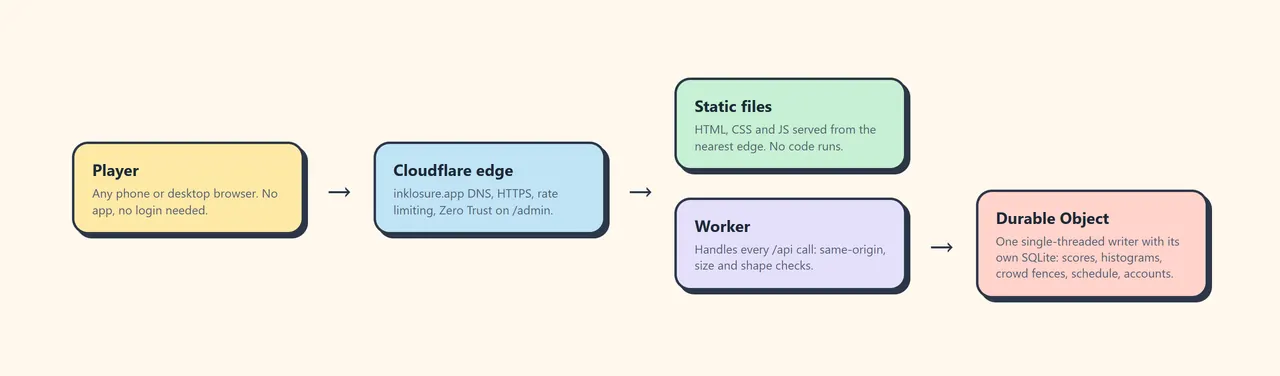 Player
Any phone or desktop browser. No
app, no login needed.
Cloudflare edge
inklosure.app DNS, HTTPS, rate
limiting, Zero Trust on /admin.
Static files
HTML, CSS and JS served from the
nearest edge. No code runs.
Worker
Handles every /api call: same-origin,
size and shape checks.
Durable Object
One single-threaded writer with its
own SQLite: scores, histograms,
crowd fences, schedule, accounts.